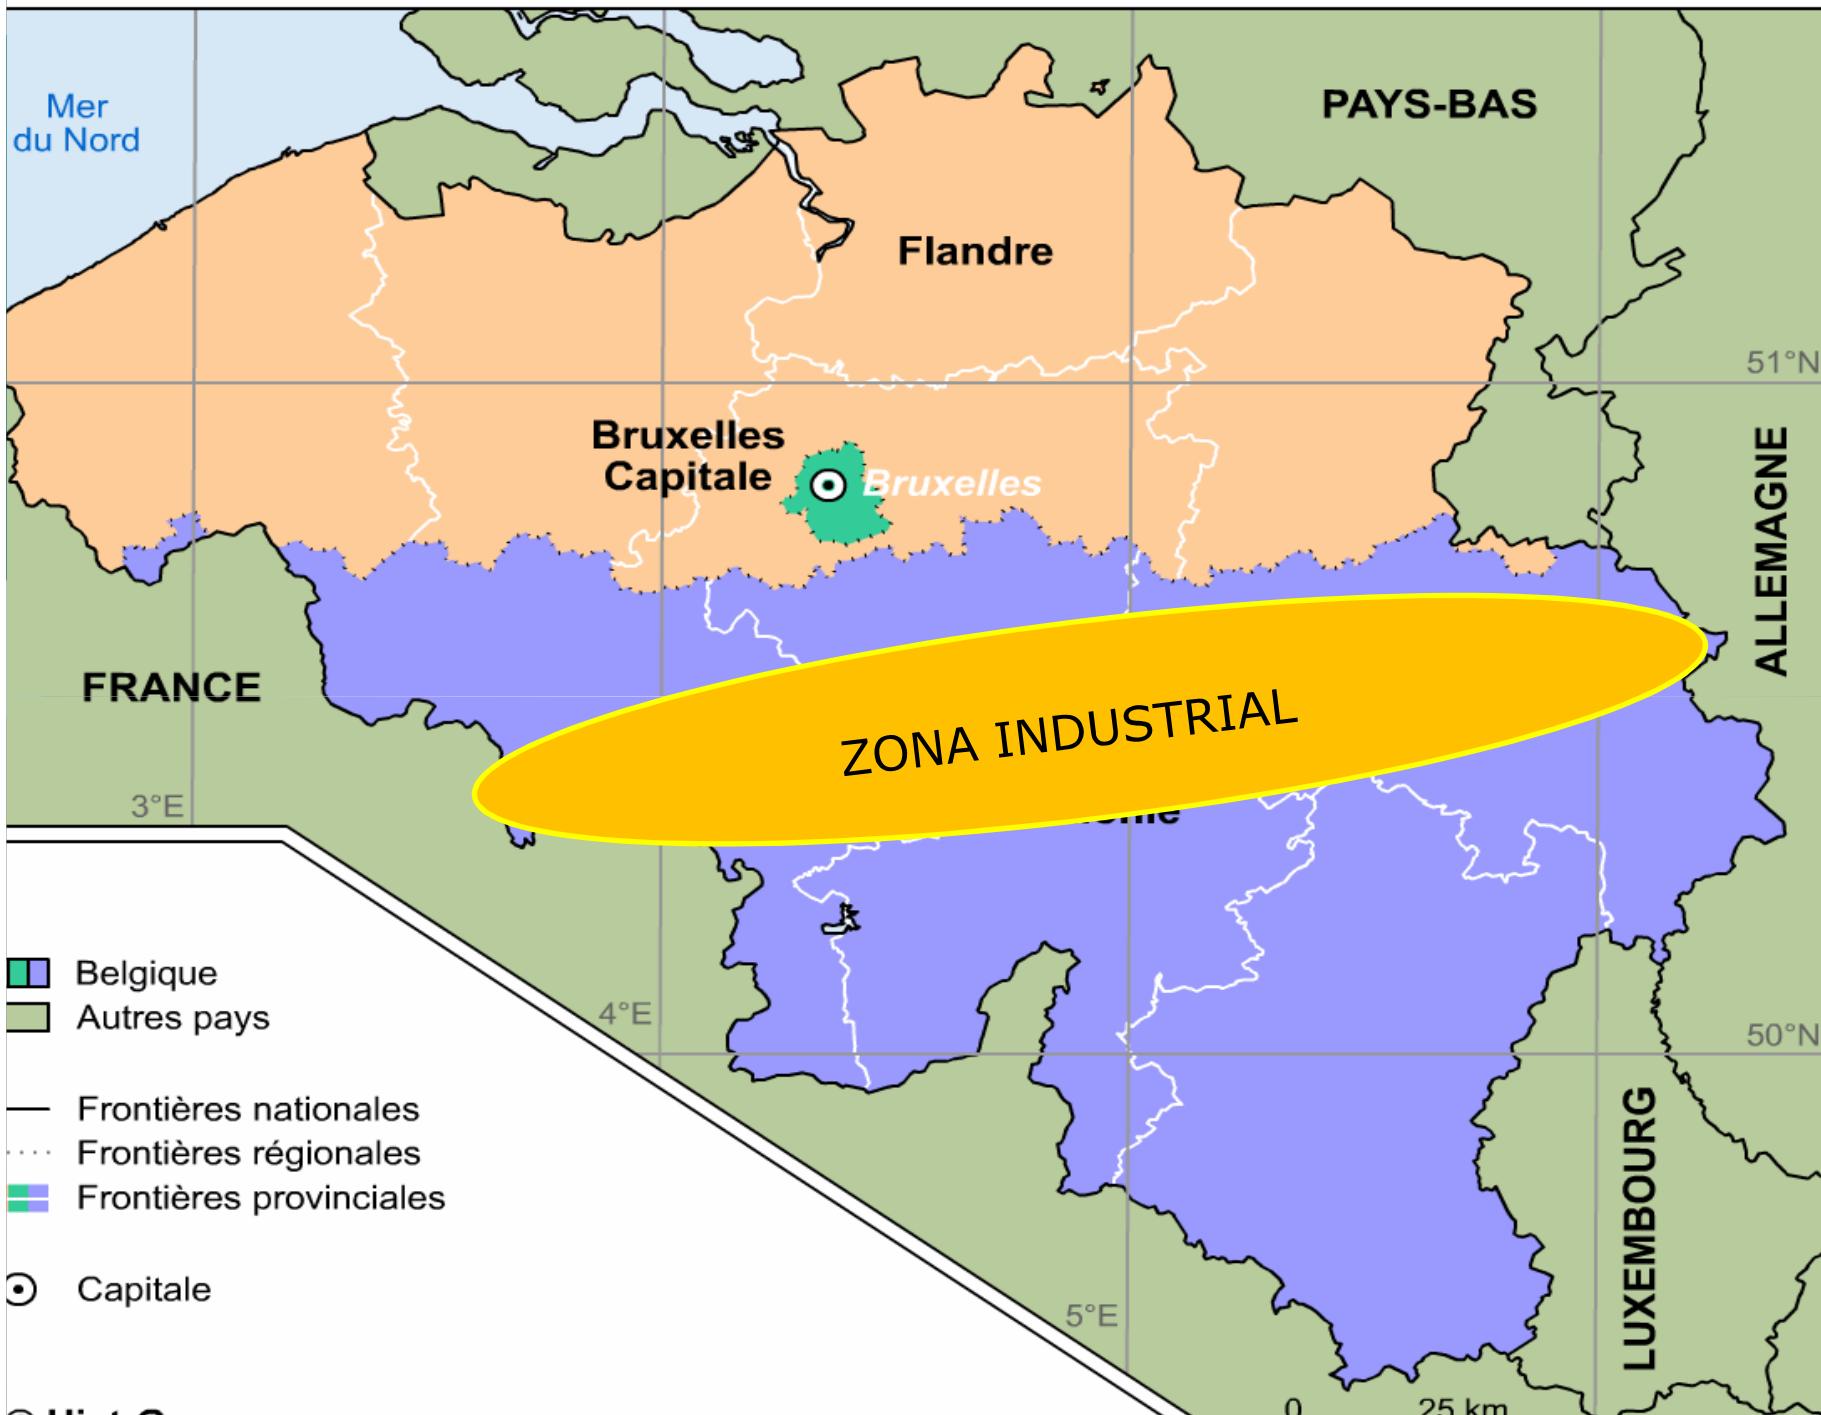 Mer
du Nord
PAYS-BAS
Flandre
51°N
Bruxelles
Capitale
Bruxelles
ALLEMAGNE
FRANCE
ZONA INDUSTRIAL
3°E
Belgique
Autres pays
4°E
50°N
Frontières nationales
Frontières régionales
Frontières provinciales
LUXEMBOURG
Capitale
5°E
0 25 km